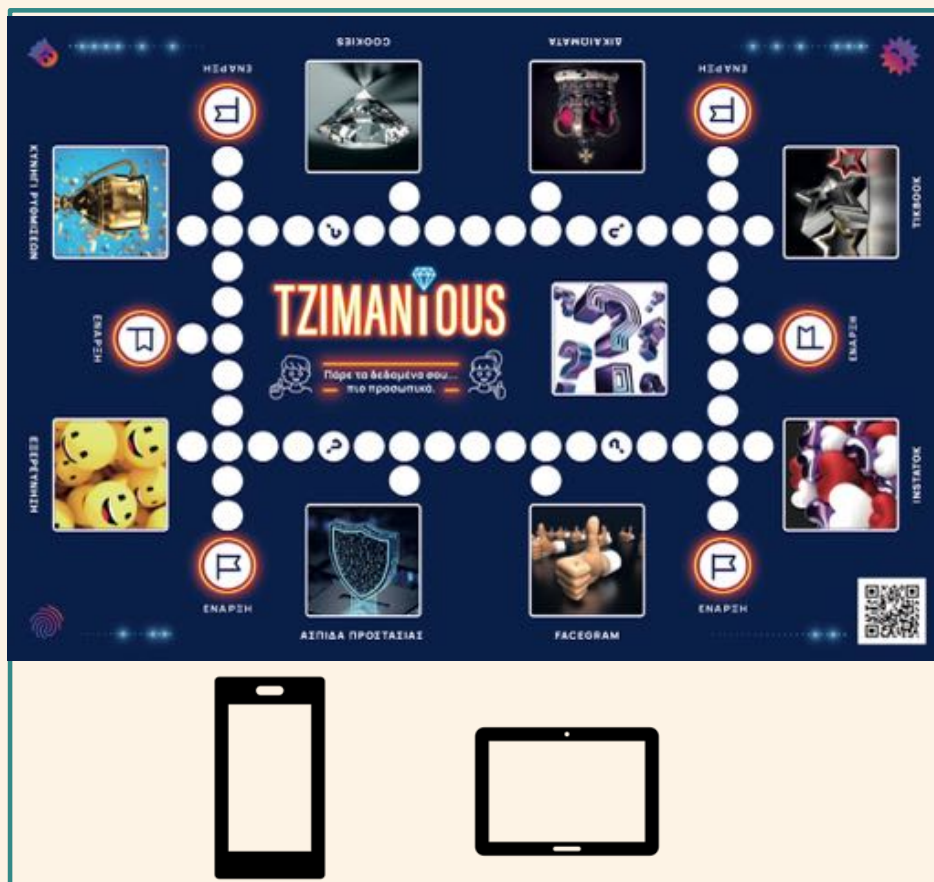 COOKIES
ΔΙΚΑΙΩΜΑΤΑ
ΕΝΑΡΞΗ
ΕΝΑΡΞΗ
ΚΥΝΗΓΙ ΡΥΘΜΙΣΕΩΝ
TIKBOOK
TZIMANiOUS
Πάρε τα δεδομένα σου...
πιο προσωπικά.
ΕΝΑΡΞΗ
ΕΝΑΡΞΗ
ΕΞΕΡΕΥΝΗΣΗ
INSTATOK
ΕΝΑΡΞΗ
ΕΝΑΡΞΗ
ΑΣΠΙΔΑ ΠΡΟΣΤΑΣΙΑΣ
FACEGRAM